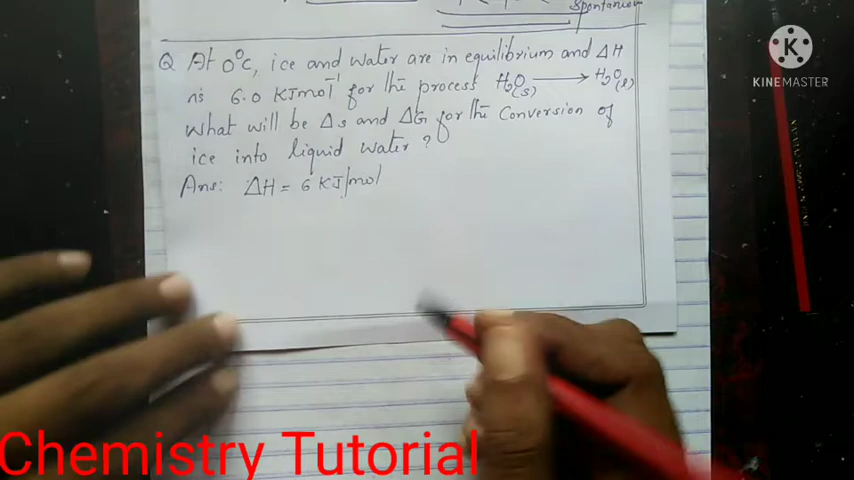 Spontaneous
Q At 0°C, ice and water are in equilibrium and ΔH
is 6.0 KJmol⁻¹ for the process H₂O(s) ⟶ H₂O(l)
what will be Δs and ΔG for the conversion of
ice into liquid water?
Ans: ΔH = 6 KJ/mol
K
KINEMASTER
Chemistry Tutorial